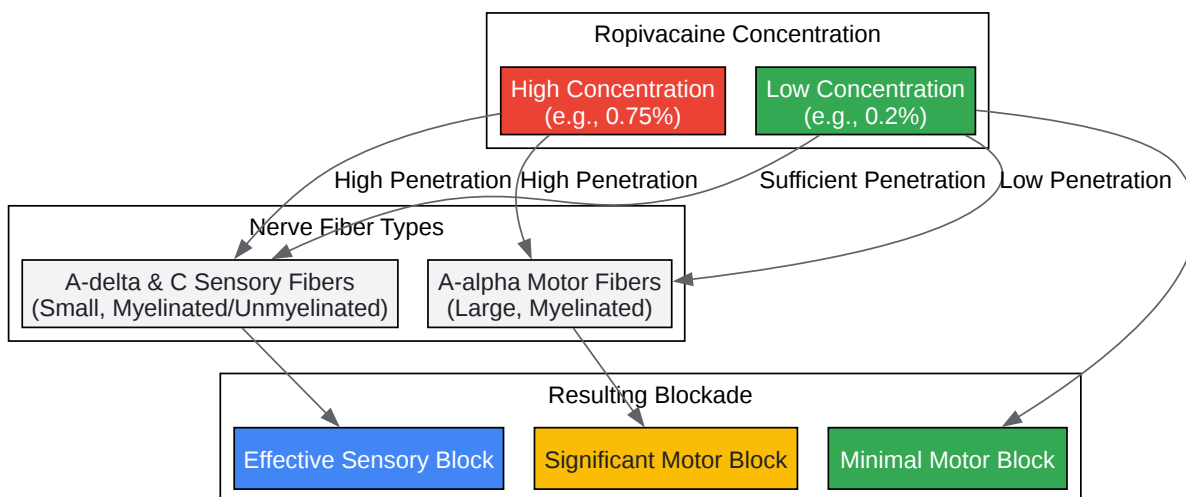 Ropivacaine Concentration
High Concentration
(e.g., 0.75%)
Low Concentration
(e.g., 0.2%)
High Penetration
High Penetration
Sufficient Penetration
Low Penetration
Nerve Fiber Types
A-delta & C Sensory Fibers
(Small, Myelinated/Unmyelinated)
A-alpha Motor Fibers
(Large, Myelinated)
Resulting Blockade
Effective Sensory Block
Significant Motor Block
Minimal Motor Block